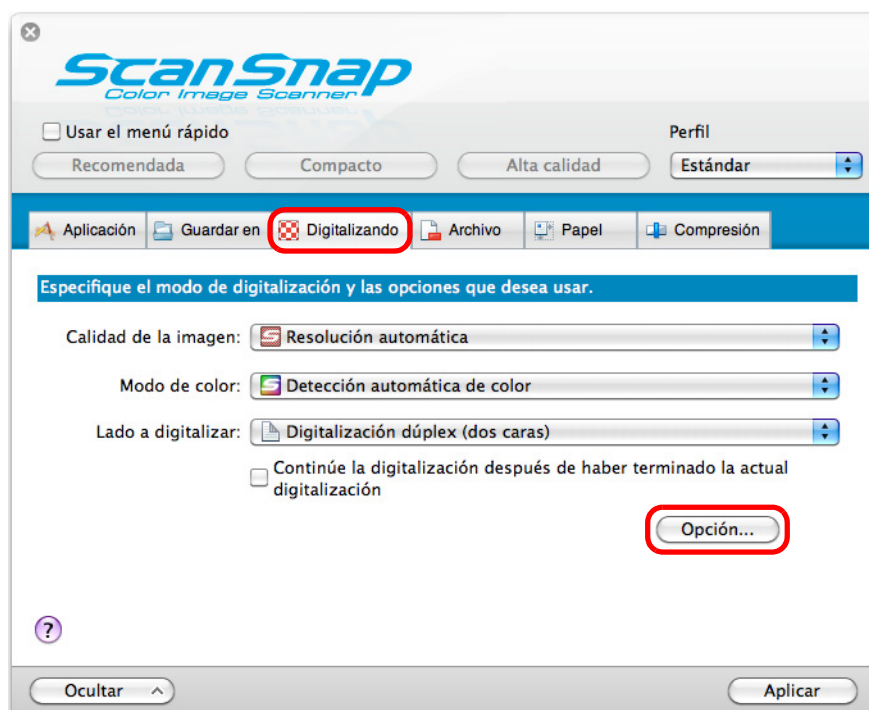 ScanSnap
Color Image Scanner
Usar el menú rápido
Perfil
Recomendada
Compacto
Alta calidad
Estándar
Aplicación
Guardar en
Digitalizando
Archivo
Papel
Compresión
Especifique el modo de digitalización y las opciones que desea usar.
Calidad de la imagen:
Resolución automática
Modo de color:
Detección automática de color
Lado a digitalizar:
Digitalización dúplex (dos caras)
Continúe la digitalización después de haber terminado la actual
digitalización
Opción...
?
Ocultar
Aplicar